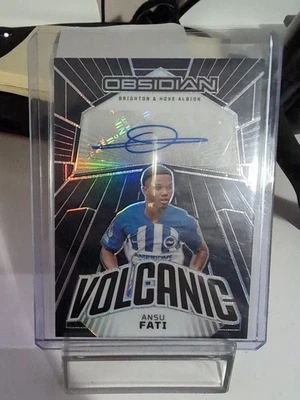 OBSIDIAN
BRIGHTON & HOVE ALBION
VOLCANIC
ANSU
FATI